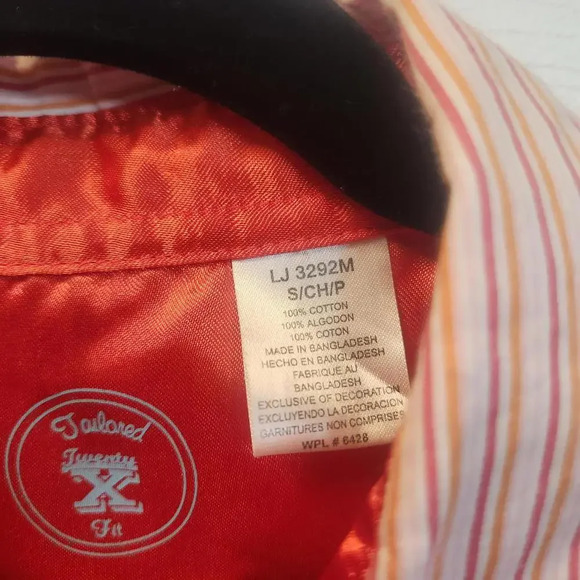 LJ 3292M
S/CH/P
100% COTTON
100% ALGODON
100% COTON
MADE IN BANGLADESH
HECHO EN BANGLADESH
FABRIQUE AU
BANGLADESH
EXCLUSIVE OF DECORATION
EXCLUYENDO LA DECORACION
GARNITURES NON COMPRISES
WPL # 6426
Tailored
Twenty
X
Fit